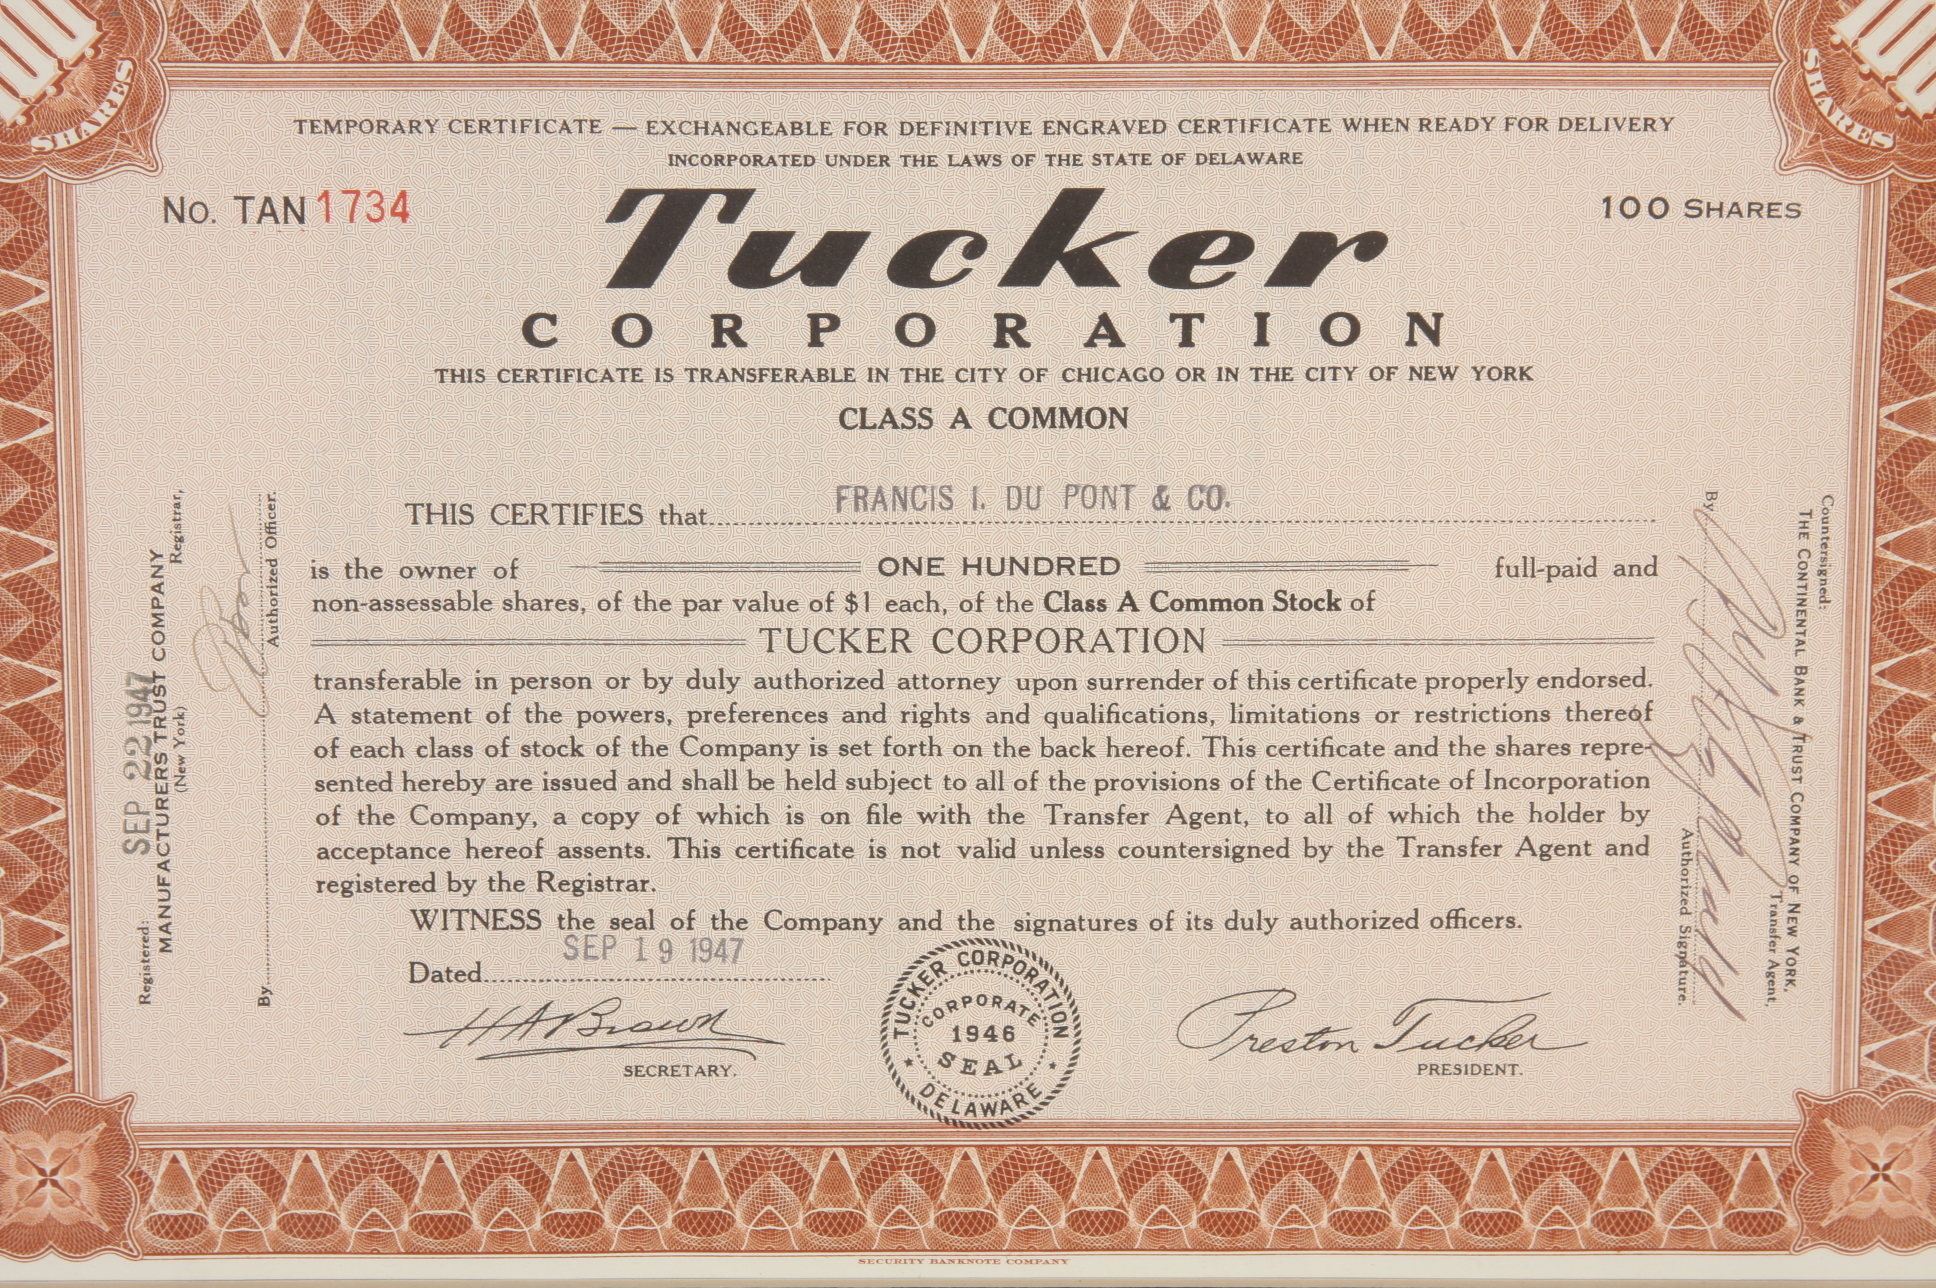 SHARES
SHARES
TEMPORARY CERTIFICATE — EXCHANGEABLE FOR DEFINITIVE ENGRAVED CERTIFICATE WHEN READY FOR DELIVERY
INCORPORATED UNDER THE LAWS OF THE STATE OF DELAWARE
No. TAN 1734
100 SHARES
Tucker
CORPORATION
THIS CERTIFICATE IS TRANSFERABLE IN THE CITY OF CHICAGO OR IN THE CITY OF NEW YORK
CLASS A COMMON
THIS CERTIFIES that FRANCIS I. DU PONT & CO.
is the owner of ONE HUNDRED full-paid and
non-assessable shares, of the par value of $1 each, of the Class A Common Stock of
TUCKER CORPORATION
transferable in person or by duly authorized attorney upon surrender of this certificate properly endorsed.
A statement of the powers, preferences and rights and qualifications, limitations or restrictions thereof
of each class of stock of the Company is set forth on the back hereof. This certificate and the shares repre-
sented hereby are issued and shall be held subject to all of the provisions of the Certificate of Incorporation
of the Company, a copy of which is on file with the Transfer Agent, to all of which the holder by
acceptance hereof assents. This certificate is not valid unless countersigned by the Transfer Agent and
registered by the Registrar.
WITNESS the seal of the Company and the signatures of its duly authorized officers.
Dated SEP 19 1947
HABrown
SECRETARY.
TUCKER CORPORATION
CORPORATE
1946
SEAL
DELAWARE
Preston Tucker
PRESIDENT.
SEP 22 1947
Registered:
MANUFACTURERS TRUST COMPANY
(New York)
Registrar,
By
Authorized Officer.
Countersigned:
THE CONTINENTAL BANK & TRUST COMPANY OF NEW YORK,
Transfer Agent,
By
Authorized Signature.
SECURITY BANKNOTE COMPANY